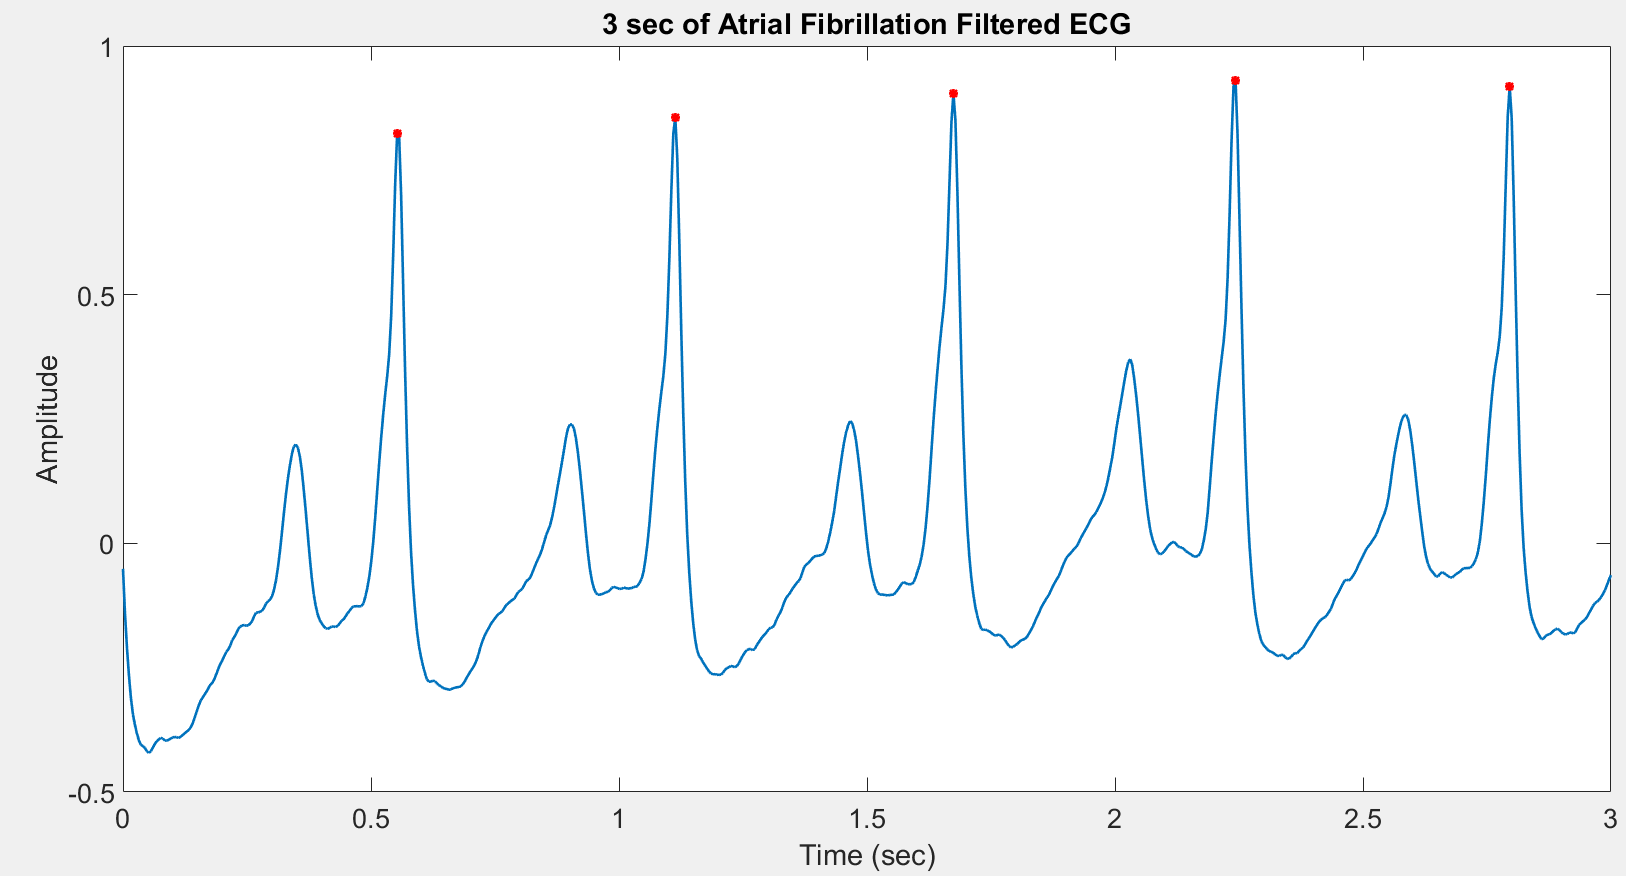 3 sec of Atrial Fibrillation Filtered ECG
1
0.5
0
-0.5
Amplitude
0 0.5 1 1.5 2 2.5 3
Time (sec)